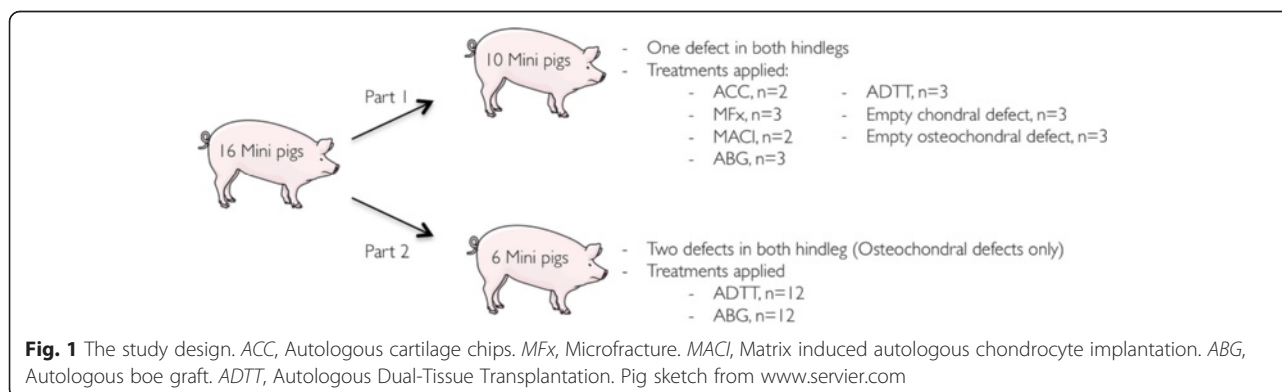 10 Mini pigs
- One defect in both hindlegs
- Treatments applied:
- ACC, n=2
- MFx, n=3
- MACI, n=2
- ABG, n=3
- ADTT, n=3
- Empty chondral defect, n=3
- Empty osteochondral defect, n=3
Part 1
16 Mini pigs
Part 2
6 Mini pigs
- Two defects in both hindleg (Osteochondral defects only)
- Treatments applied
- ADTT, n=12
- ABG, n=12
Fig. 1 The study design. ACC, Autologous cartilage chips. MFx, Microfracture. MACI, Matrix induced autologous chondrocyte implantation. ABG,
Autologous boe graft. ADTT, Autologous Dual-Tissue Transplantation. Pig sketch from www.servier.com